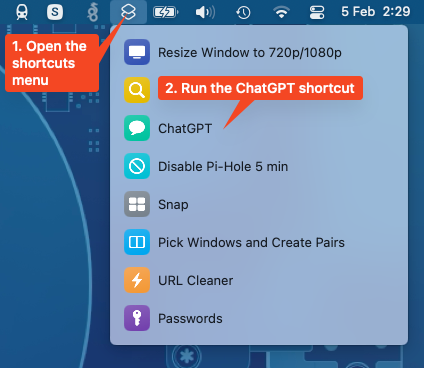 S
5 Feb 2:29
1. Open the
shortcuts
menu
Resize Window to 720p/1080p
2. Run the ChatGPT shortcut
ChatGPT
Disable Pi-Hole 5 min
Snap
Pick Windows and Create Pairs
URL Cleaner
Passwords